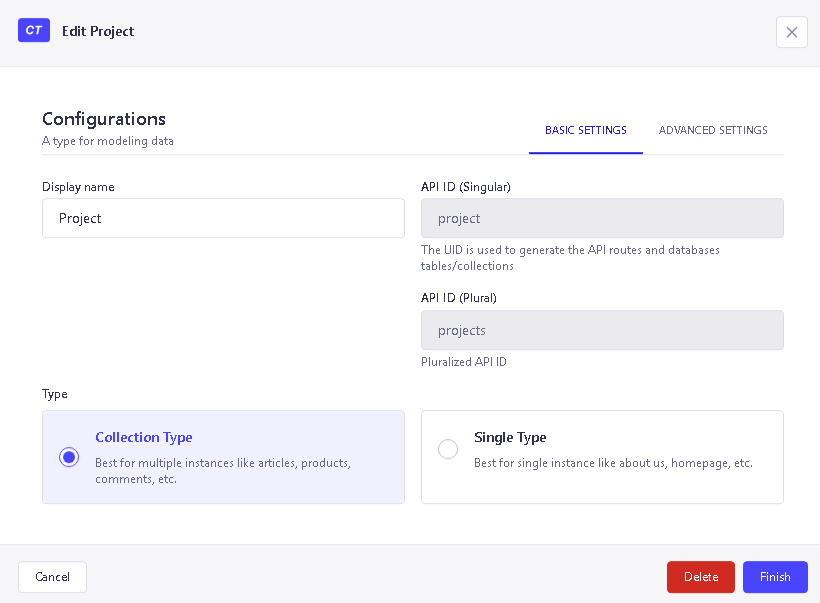 CT Edit Project
Configurations
A type for modeling data
BASIC SETTINGS
ADVANCED SETTINGS
Display name
Project
API ID (Singular)
project
The UID is used to generate the API routes and databases
tables/collections
API ID (Plural)
projects
Pluralized API ID
Type
Collection Type
Best for multiple instances like articles, products,
comments, etc.
Single Type
Best for single instance like about us, homepage, etc.
Cancel
Delete
Finish